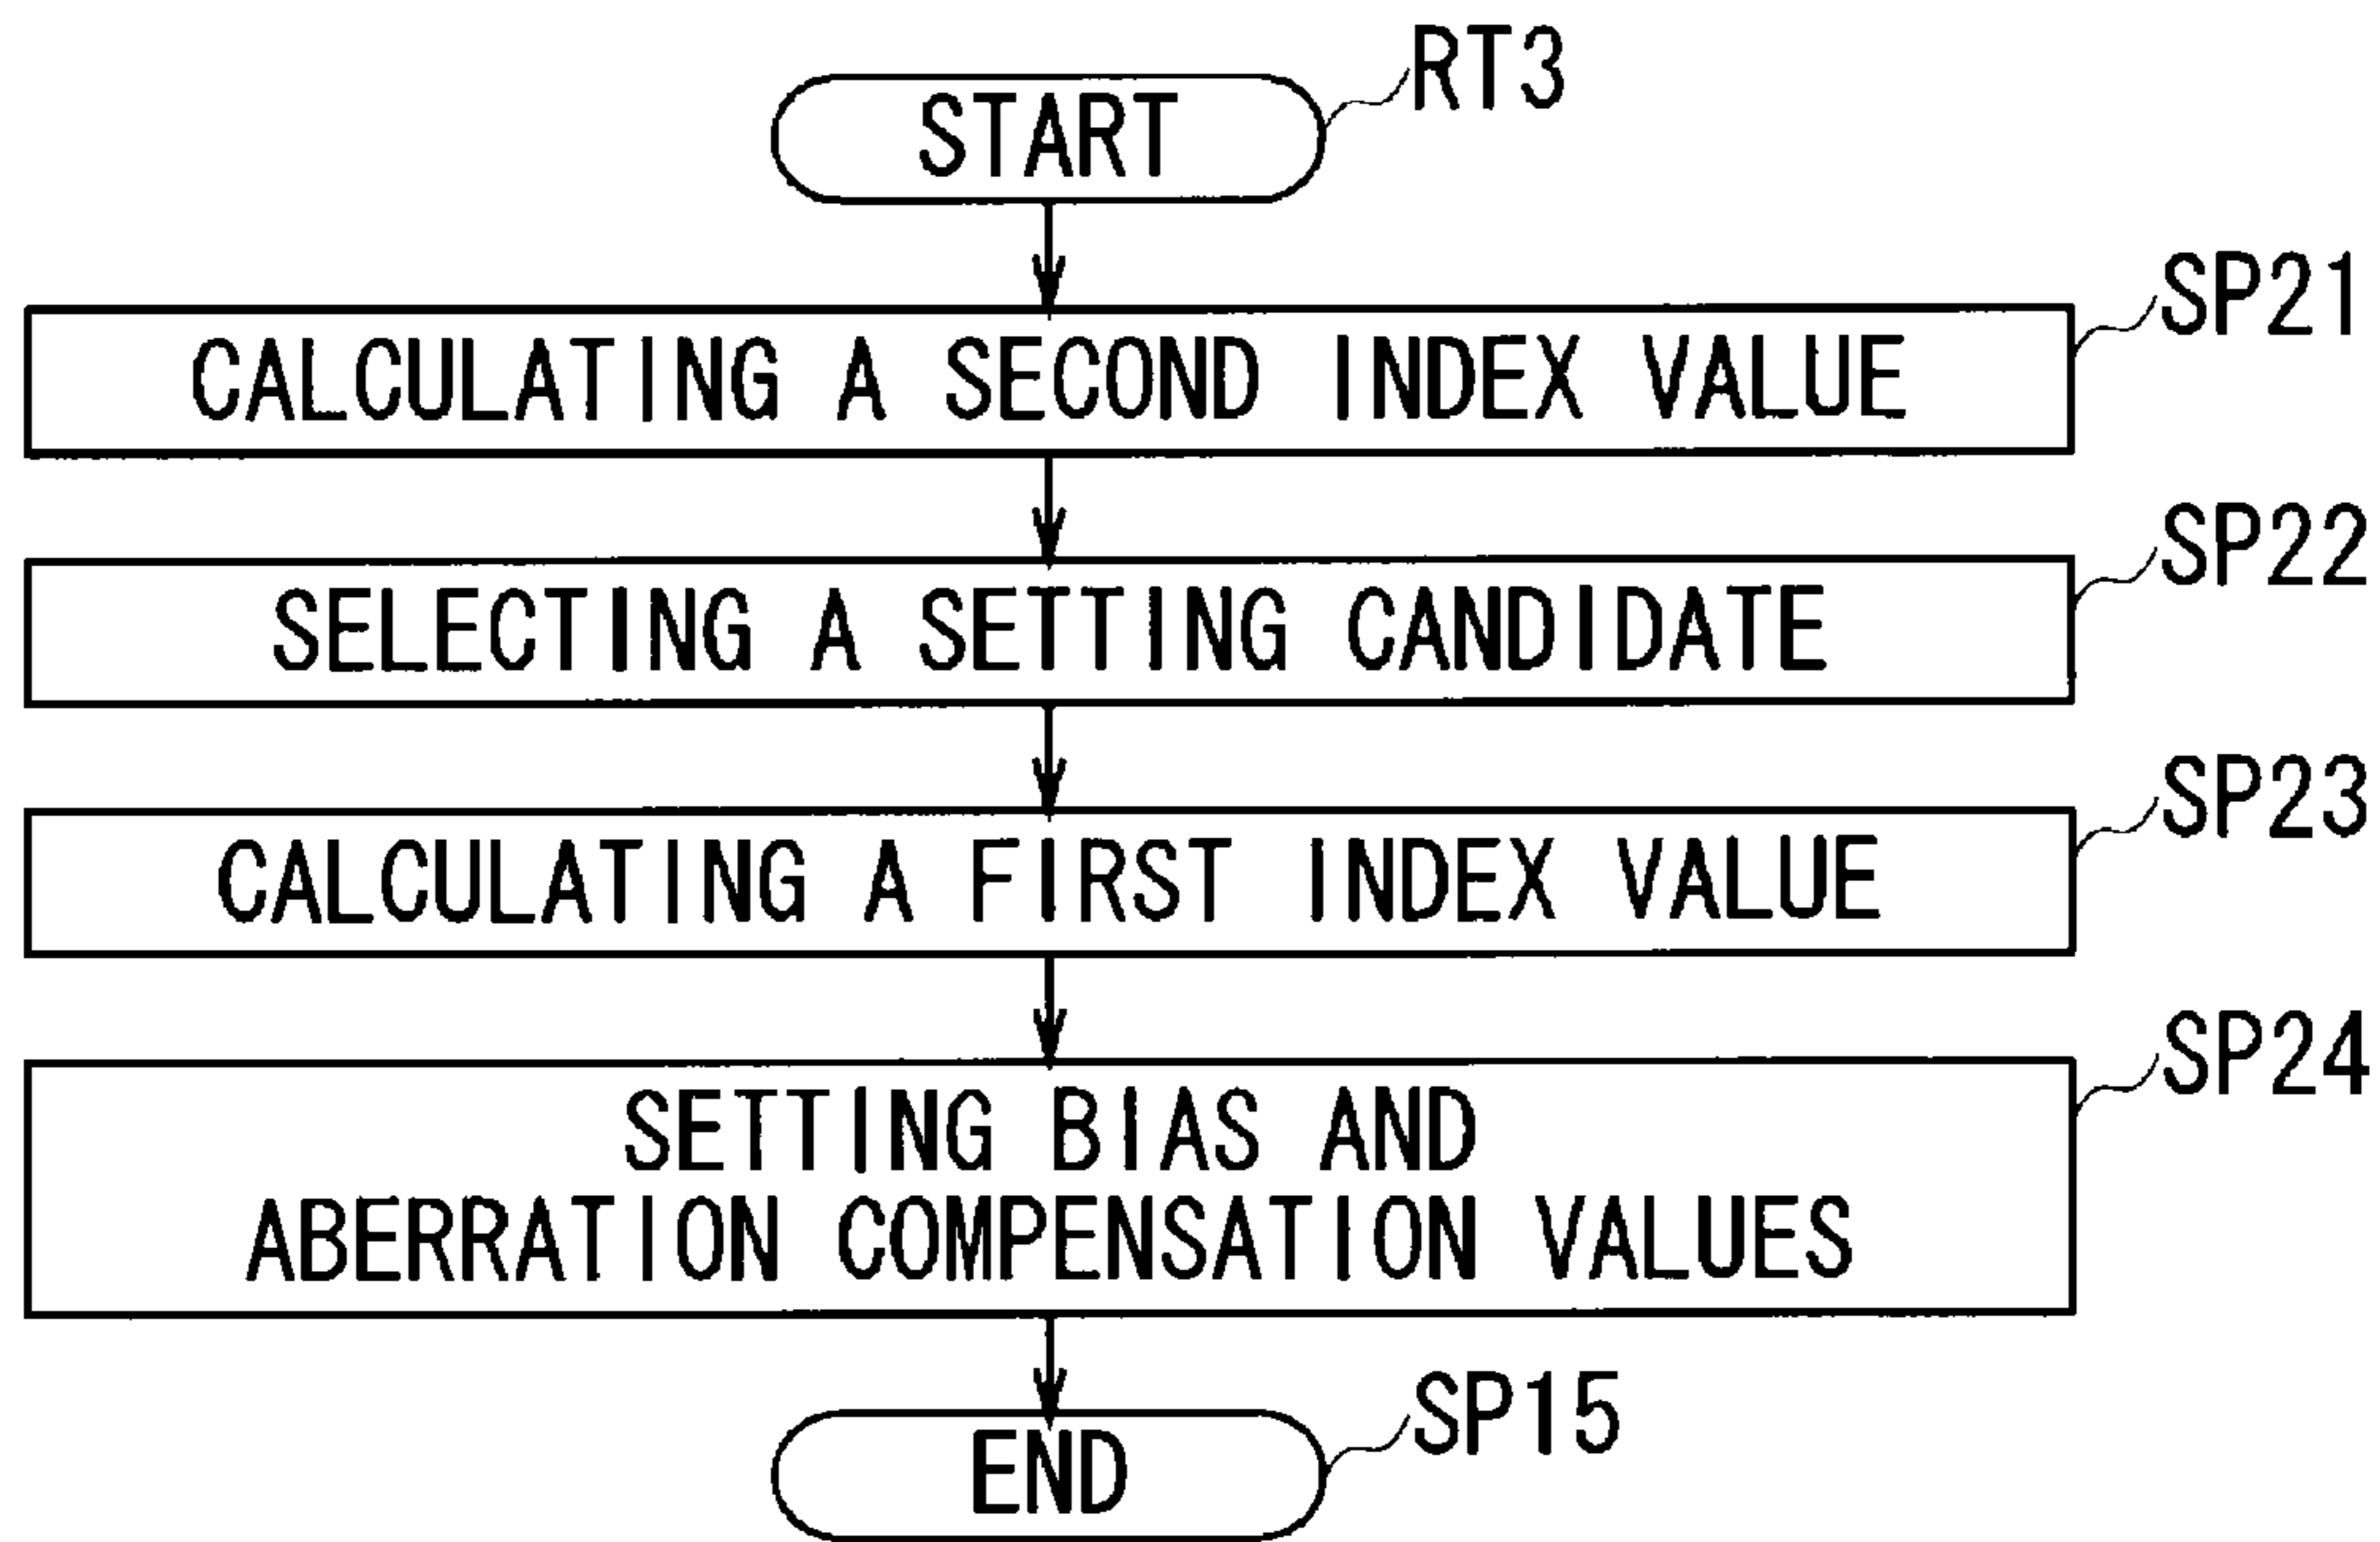 RT3
START
SP21
CALCULATING A SECOND INDEX VALUE
SP22
SELECTING A SETTING CANDIDATE
SP23
CALCULATING A FIRST INDEX VALUE
SP24
SETTING BIAS AND
ABERRATION COMPENSATION VALUES
SP15
END